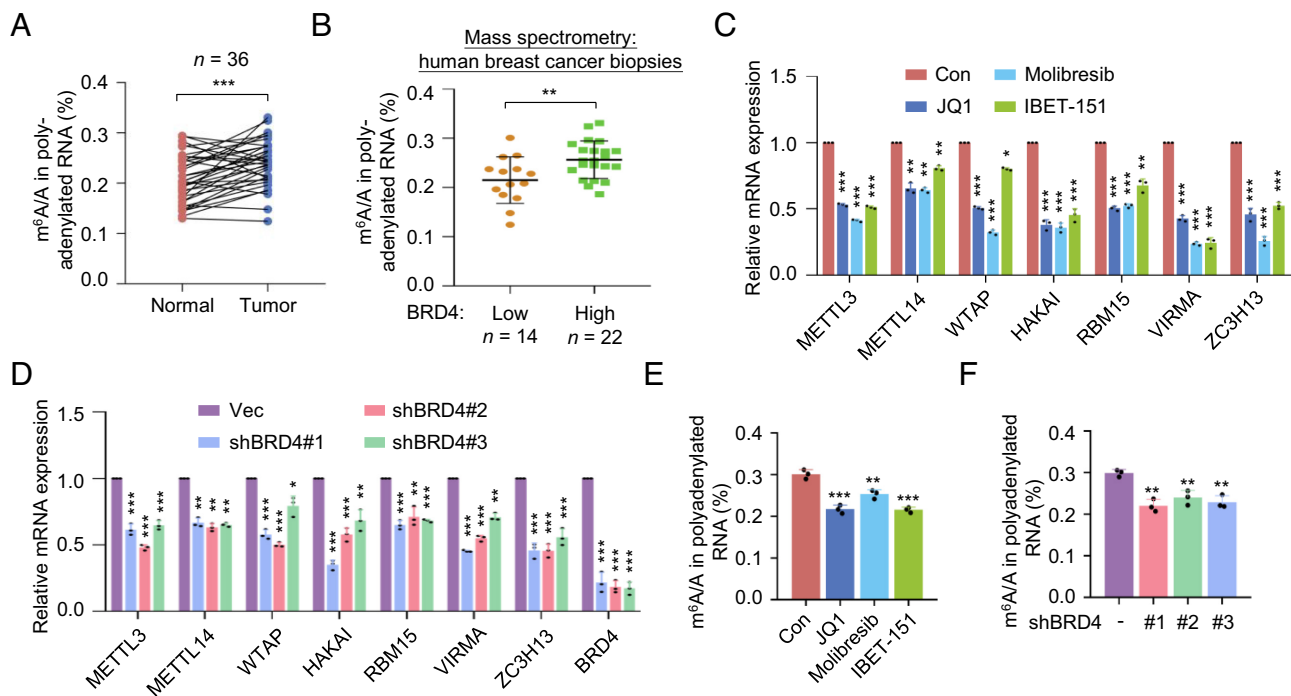 A
n = 36
***
m⁶A/A in poly-
adenylated RNA (%)
0.4
0.3
0.2
0.1
0.0
Normal
Tumor
B
Mass spectrometry:
human breast cancer biopsies
**
m⁶A/A in poly-
adenylated RNA (%)
0.4
0.3
0.2
0.1
0.0
BRD4:
Low
High
n = 14
n = 22
C
Con
Molibresib
JQ1
IBET-151
Relative mRNA expression
1.5
1.0
0.5
0.0
*** *** ***
** ** **
*** *** *
*** *** ***
*** *** **
** *** ***
*** *** ***
METTL3
METTL14
WTAP
HAKAI
RBM15
VIRMA
ZC3H13
D
Vec
shBRD4#2
shBRD4#1
shBRD4#3
Relative mRNA expression
1.5
1.0
0.5
0.0
*** *** ***
** ** **
*** *** *
*** *** **
*** ** ***
*** *** **
*** *** **
*** *** ***
METTL3
METTL14
WTAP
HAKAI
RBM15
VIRMA
ZC3H13
BRD4
E
m⁶A/A in polyadenylated
RNA (%)
0.4
0.3
0.2
0.1
0.0
*** ** ***
Con
JQ1
Molibresib
IBET-151
F
m⁶A/A in polyadenylated
RNA (%)
0.4
0.3
0.2
0.1
0.0
** ** **
shBRD4 - #1 #2 #3